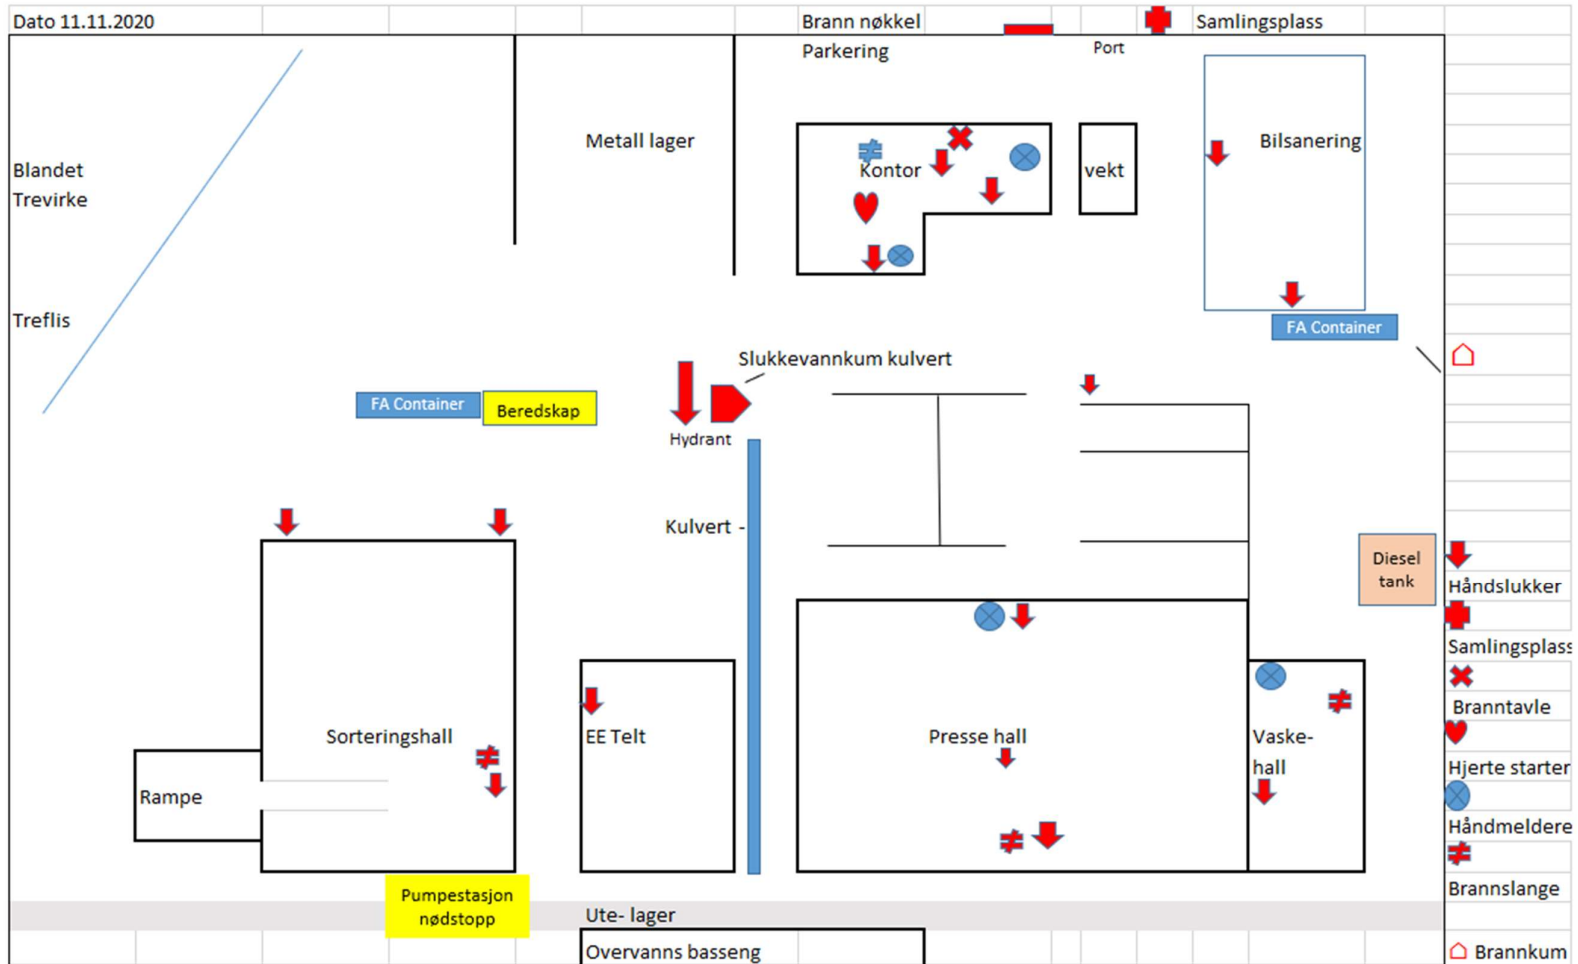 Dato 11.11.2020
Brann nøkkel
Samlingsplass
Parkering
Port
Metall lager
Bilsanering
Blandet
Trevirke
Kontor
vekt
Treflis
FA Container
Slukkevannkum kulvert
FA Container
Beredskap
Hydrant
Kulvert -
Diesel
tank
Håndslukker
Samlingsplass
Branntavle
Sorteringshall
EE Telt
Presse hall
Vaske-
hall
Hjerte starter
Rampe
Håndmeldere
Brannslange
Pumpestasjon
nødstopp
Ute- lager
Overvanns basseng
Brannkum